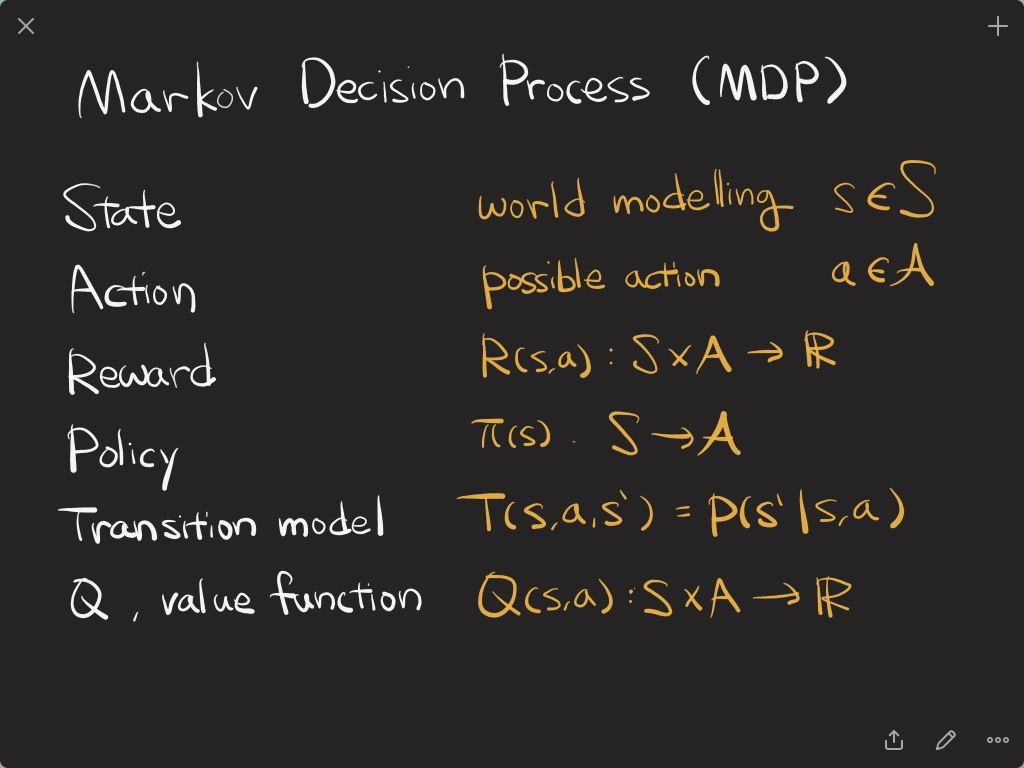 Markov Decision Process (MDP)
State world modelling s ∈ S
Action possible action a ∈ A
Reward R(s,a) : S × A → ℝ
Policy π(s) . S → A
Transition model T(s,a,s') = p(s'|s,a)
Q , value function Q(s,a) : S × A → ℝ